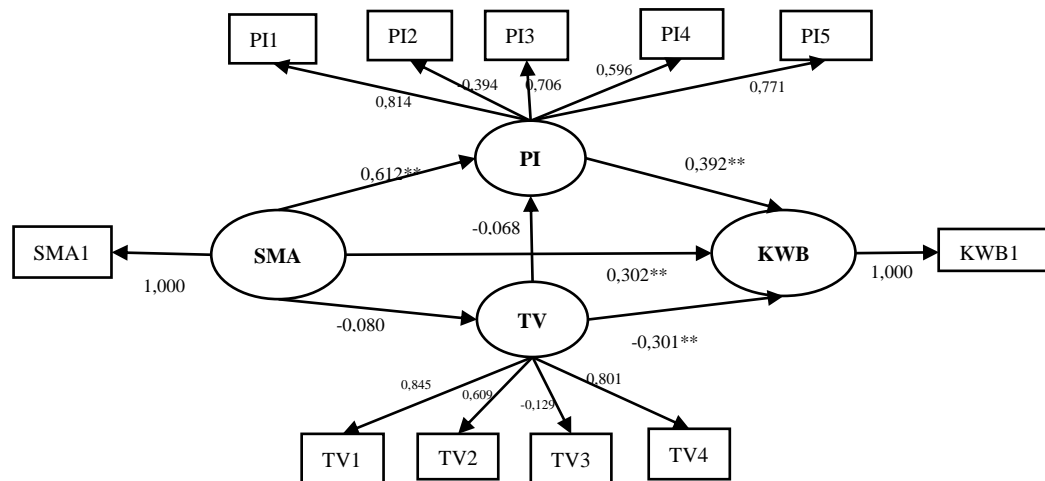 PI1
PI2
PI3
PI4
PI5
0,814
-0,394
0,706
0,596
0,771
PI
0,612**
0,392**
-0,068
SMA1
1,000
SMA
0,302**
KWB
1,000
KWB1
-0,080
TV
-0,301**
0,845
0,609
-0,129
0,801
TV1
TV2
TV3
TV4